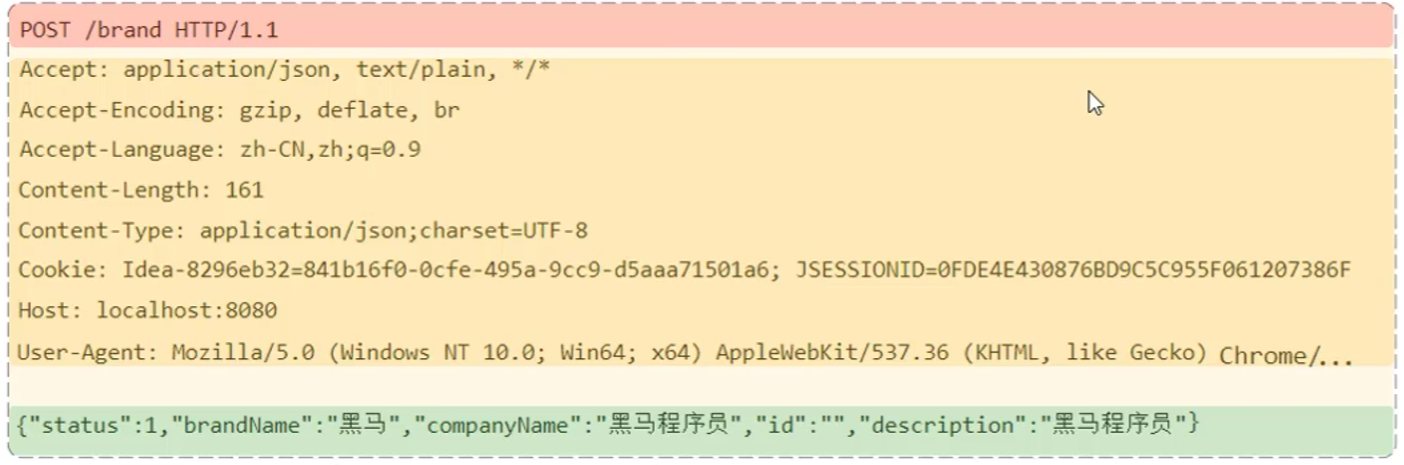 POST /brand HTTP/1.1
Accept: application/json, text/plain, */*
Accept-Encoding: gzip, deflate, br
Accept-Language: zh-CN,zh;q=0.9
Content-Length: 161
Content-Type: application/json;charset=UTF-8
Cookie: Idea-8296eb32=841b16f0-0cfe-495a-9cc9-d5aaa71501a6; JSESSIONID=0FDE4E430876BD9C5C955F061207386F
Host: localhost:8080
User-Agent: Mozilla/5.0 (Windows NT 10.0; Win64; x64) AppleWebKit/537.36 (KHTML, like Gecko) Chrome/...
{"status":1,"brandName":"黑马","companyName":"黑马程序员","id":"","description":"黑马程序员"}